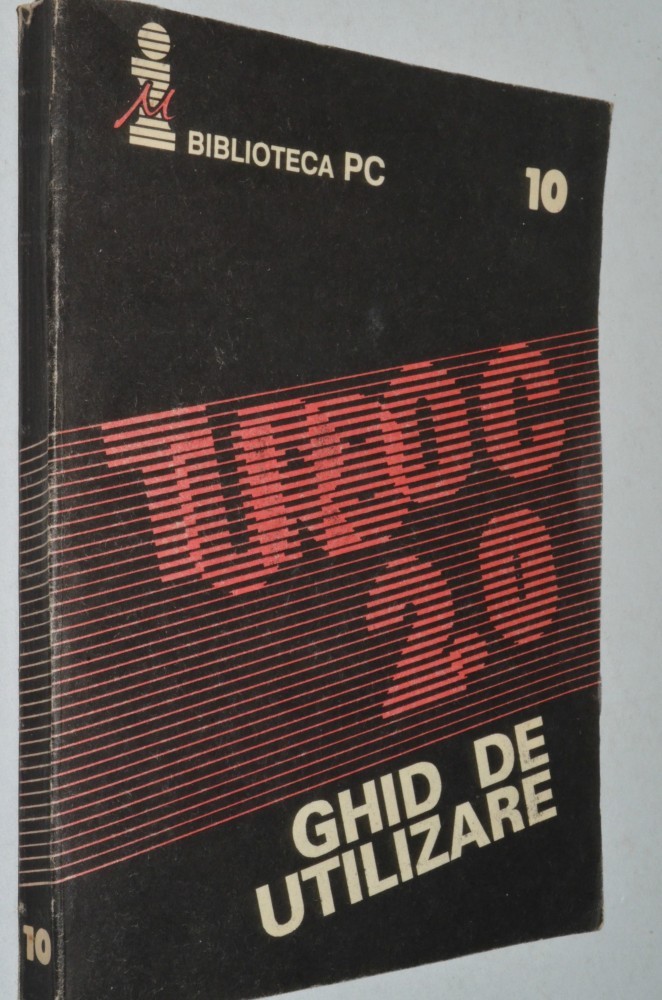 μ
BIBLIOTECA PC
10
TURBO C
2.0
GHID DE
UTILIZARE
10